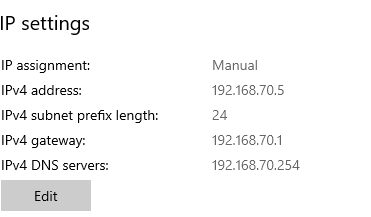 IP settings
IP assignment: Manual
IPv4 address: 192.168.70.5
IPv4 subnet prefix length: 24
IPv4 gateway: 192.168.70.1
IPv4 DNS servers: 192.168.70.254
Edit